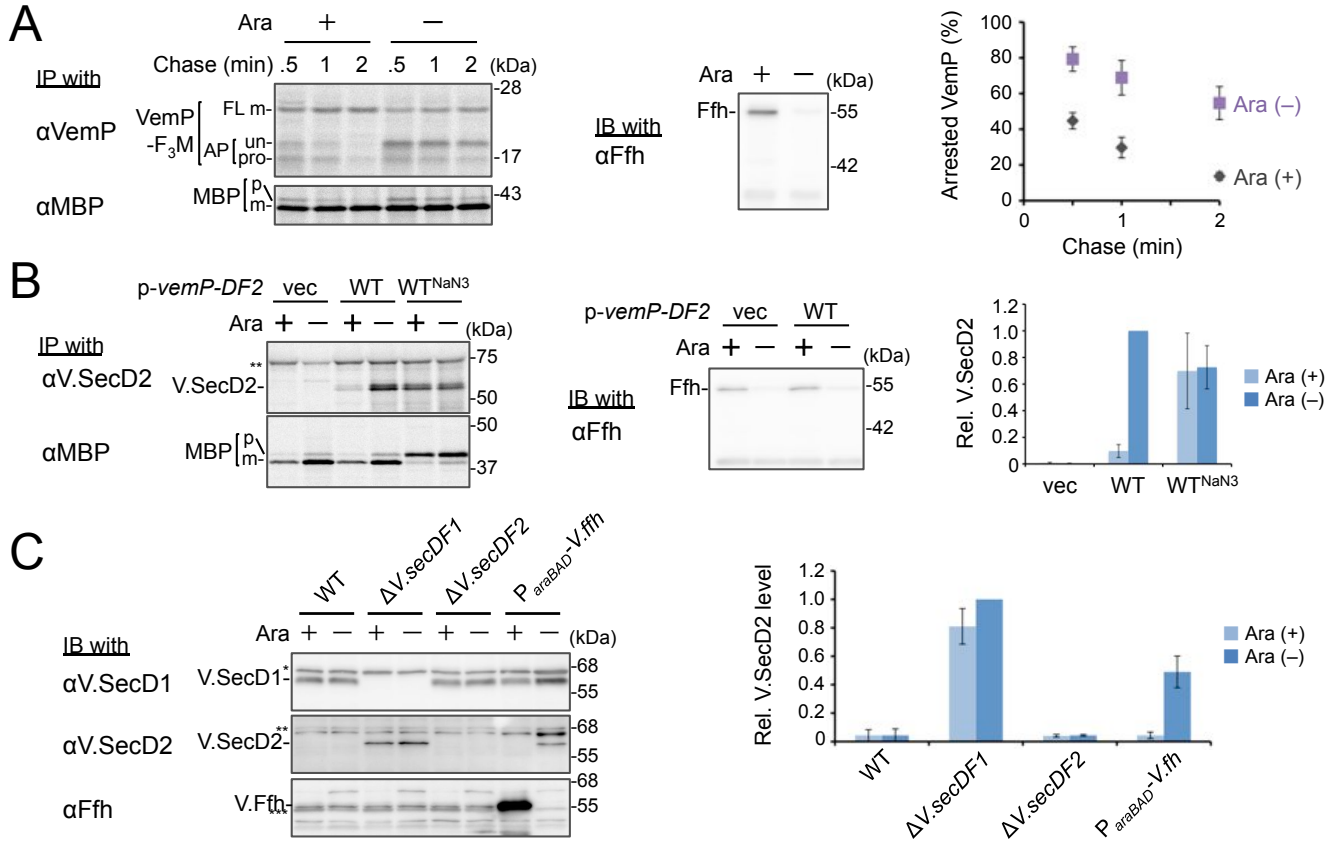 A
Ara + −
IP with
Chase (min) .5 1 2 .5 1 2 (kDa)
αVemP
VemP -F₃M
FL m-
AP
un-
pro-
-28
-17
αMBP
MBP
p
m-
-43
Ara + − (kDa)
Ffh-
-55
-42
IB with
αFfh
Arrested VemP (%)
100
80
60
40
20
0
0 1 2
Chase (min)
Ara (−)
Ara (+)
B
p-vemP-DF2 vec WT WT^NaN3
Ara + − + − + − (kDa)
IP with
αV.SecD2
**
V.SecD2-
-75
-50
αMBP
MBP
p
m-
-50
-37
p-vemP-DF2 vec WT
Ara + − + − (kDa)
Ffh-
-55
-42
IB with
αFfh
Rel. V.SecD2
1.2
1.0
0.8
0.6
0.4
0.2
0
vec WT WT^NaN3
Ara (+)
Ara (−)
C
WT ΔV.secDF1 ΔV.secDF2 P araBAD-V.ffh
Ara + − + − + − + − (kDa)
IB with
αV.SecD1
V.SecD1-
*
-68
-55
αV.SecD2
V.SecD2-
**
-68
-55
αFfh
V.Ffh-
***
-68
-55
Rel. V.SecD2 level
1.2
1.0
0.8
0.6
0.4
0.2
0
WT ΔV.secDF1 ΔV.secDF2 P araBAD-V.fh
Ara (+)
Ara (−)